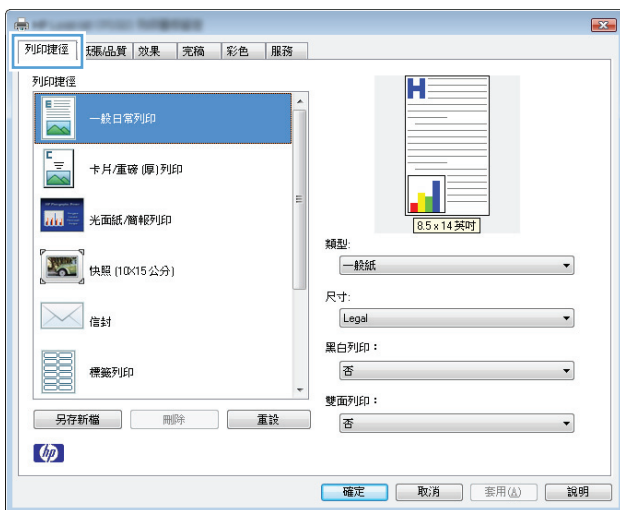 列印捷徑 紙張/品質 效果 完稿 彩色 服務
列印捷徑
一般日常列印
卡片/重磅 (厚) 列印
光面紙/簡報列印
快照 (10X15 公分)
信封
標籤列印
另存新檔 刪除 重設
H
8.5 x 14 英吋
類型:
一般紙
尺寸:
Legal
黑白列印：
否
雙面列印：
否
hp
確定 取消 套用(A) 說明